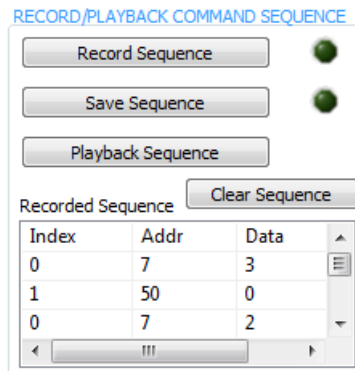 RECORD/PLAYBACK COMMAND SEQUENCE
Record Sequence
Save Sequence
Playback Sequence
Clear Sequence
Recorded Sequence
Index Addr Data
0 7 3
1 50 0
0 7 2